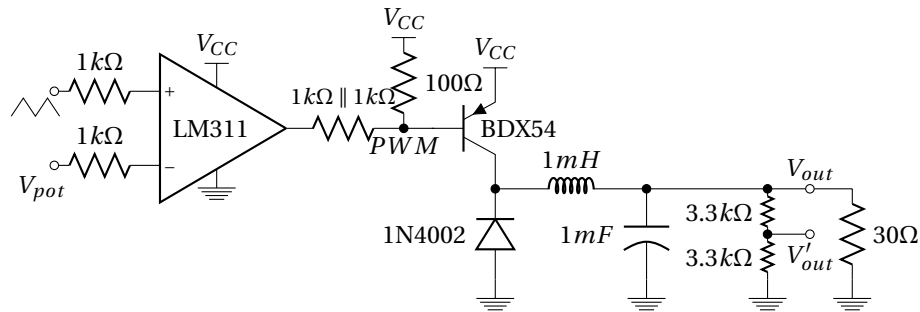 V_CC
V_CC
V_CC
1kΩ
100Ω
1kΩ ∥ 1kΩ
+
LM311
BDX54
1kΩ
PWM
−
V_pot
1mH
V_out
3.3kΩ
1N4002
1mF
30Ω
V'_out
3.3kΩ